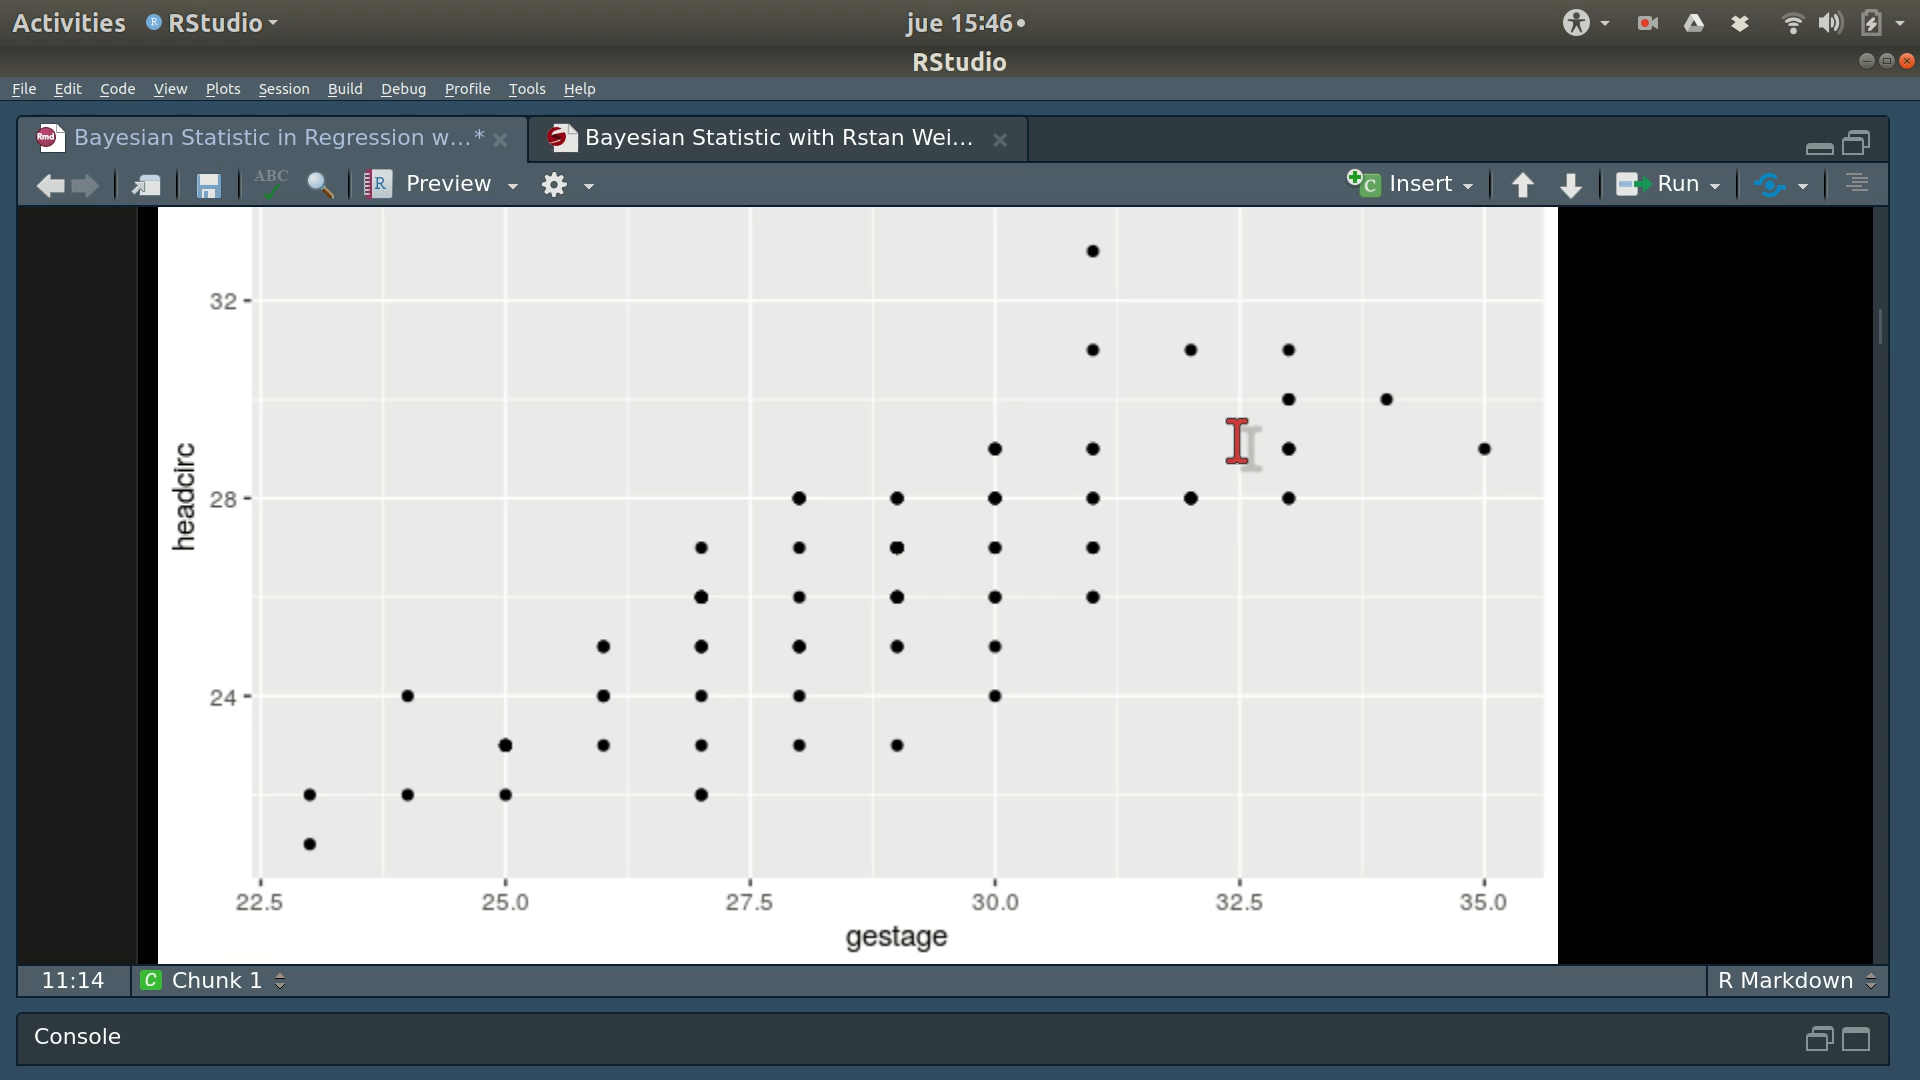 Activities RStudio jue 15:46
RStudio
File Edit Code View Plots Session Build Debug Profile Tools Help
Bayesian Statistic in Regression w...* Bayesian Statistic with Rstan Wei...
ABC Preview Insert Run
32
28
24
headcirc
22.5 25.0 27.5 30.0 32.5 35.0
gestage
11:14 C Chunk 1 R Markdown
Console